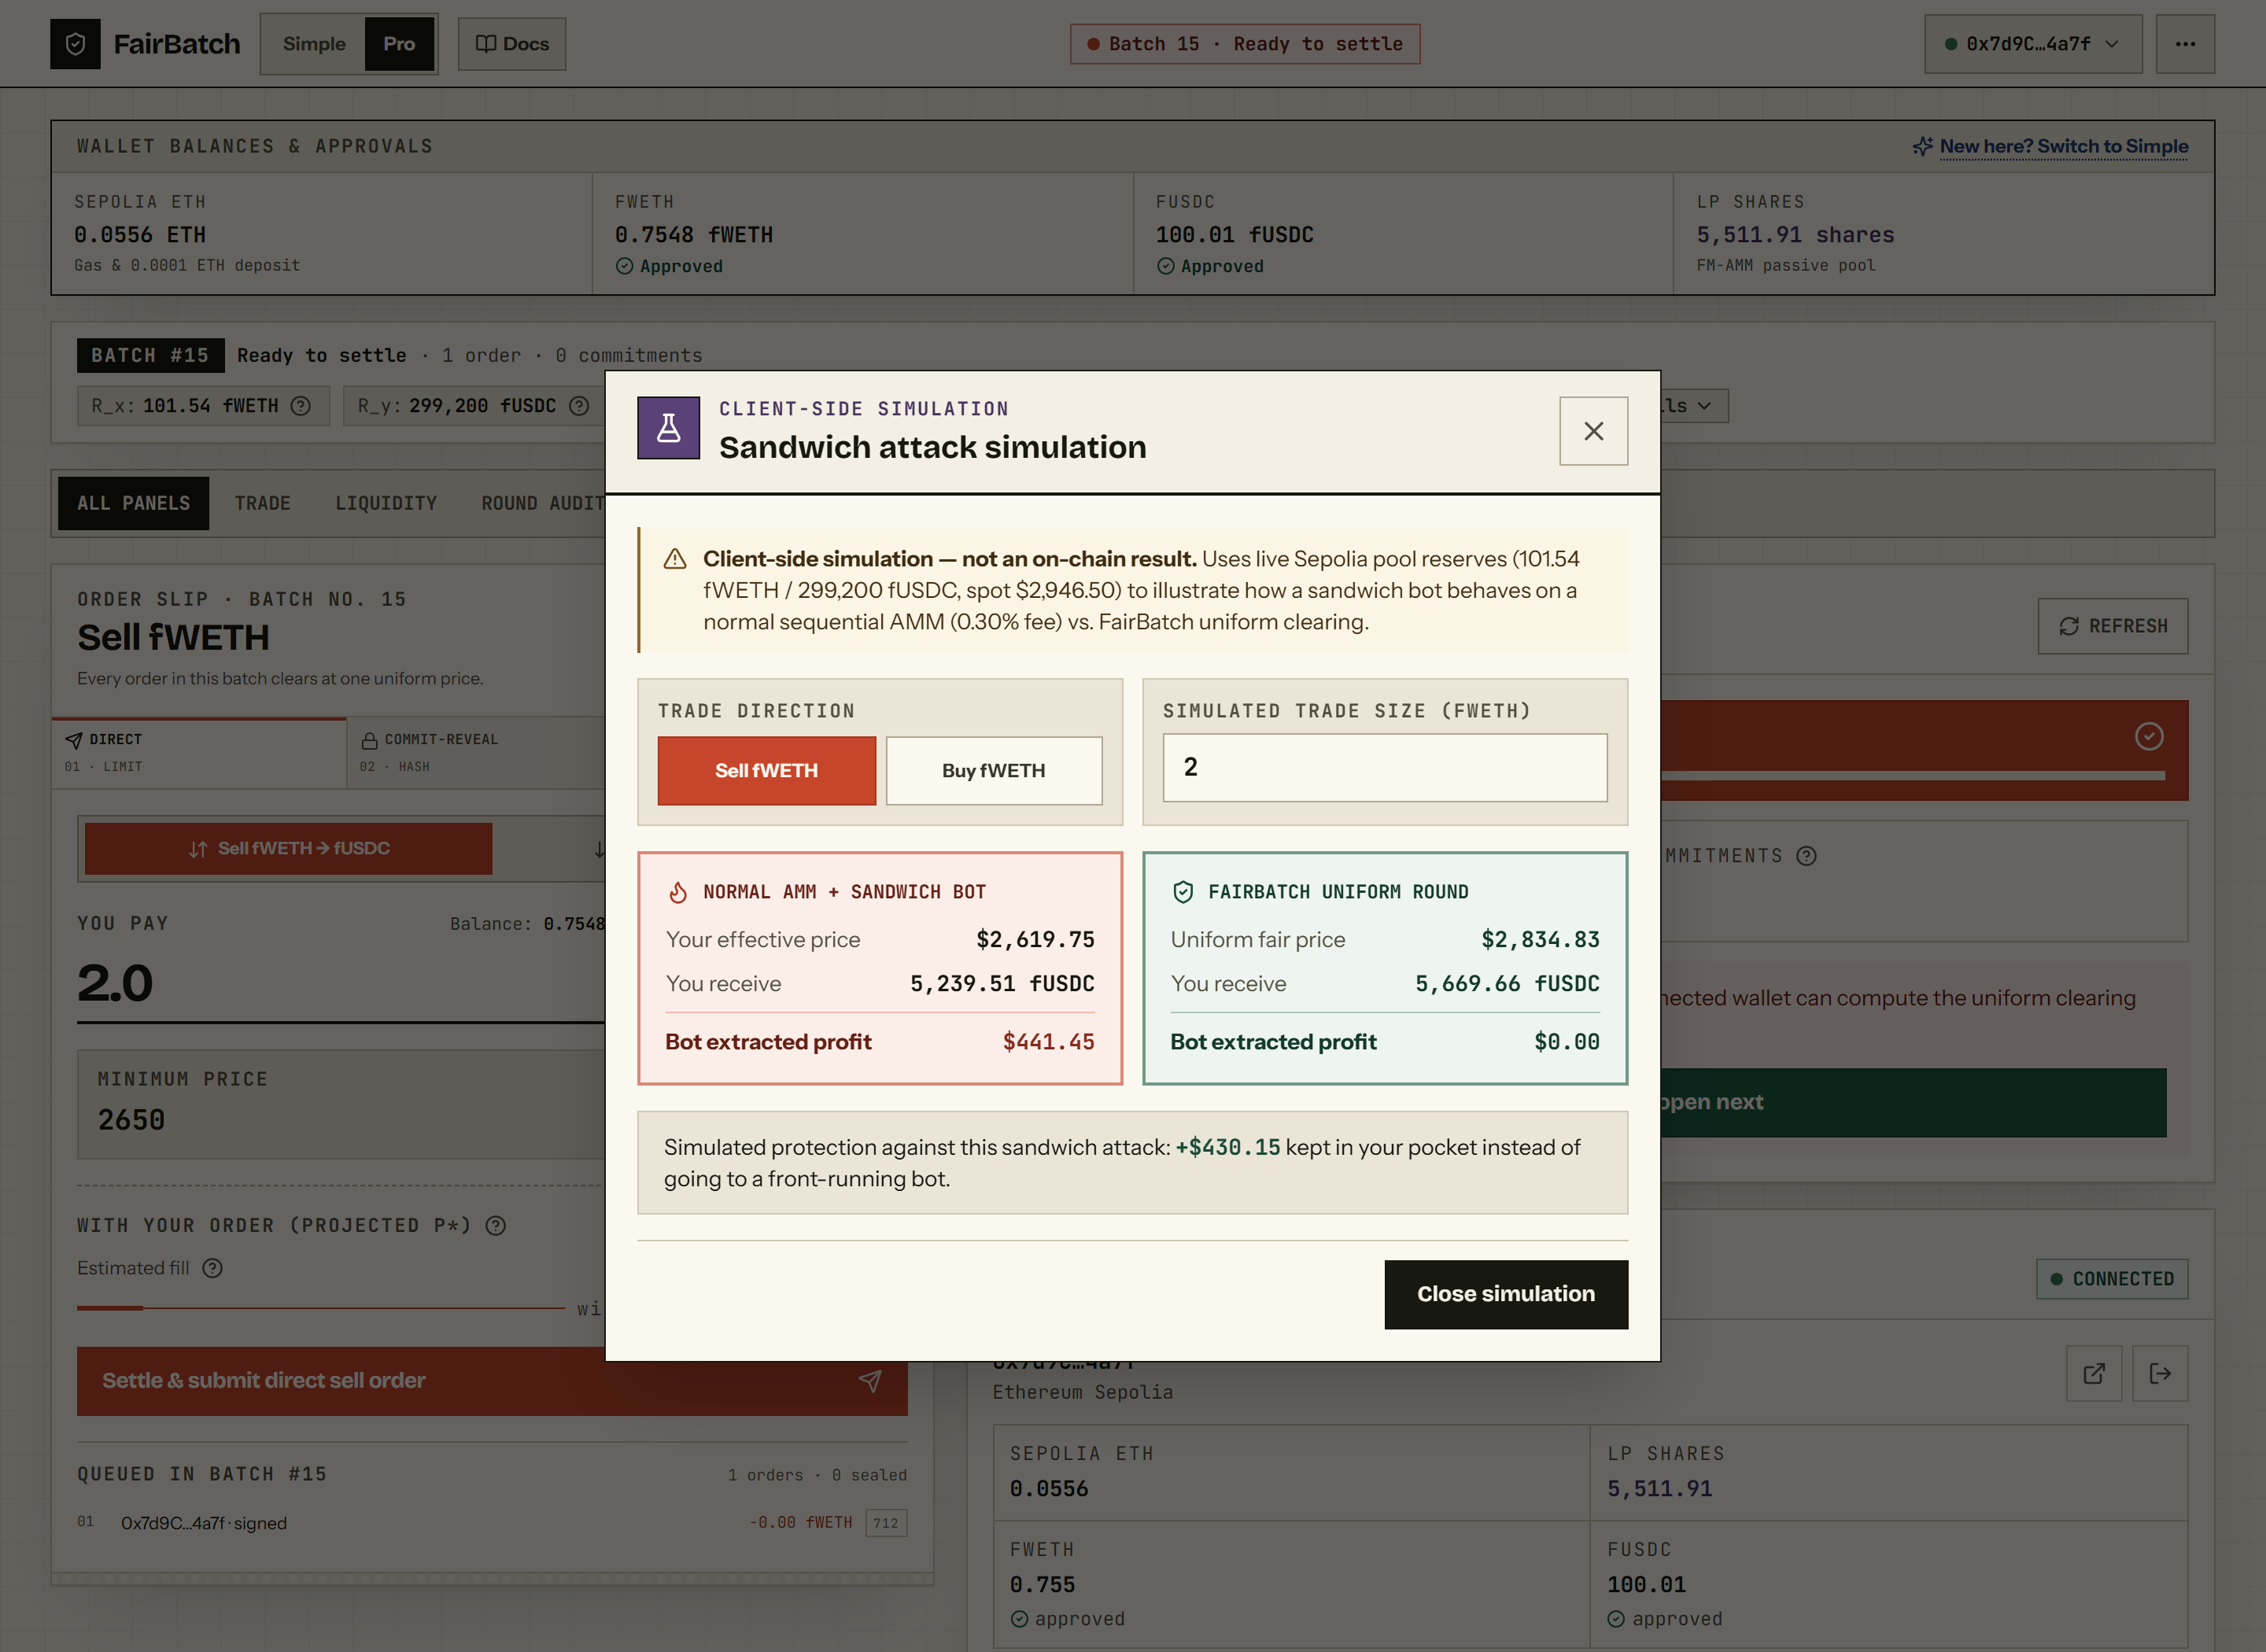 FairBatch
Simple
Pro
Docs
Batch 15 · Ready to settle
0x7d9C…4a7f
WALLET BALANCES & APPROVALS
New here? Switch to Simple
SEPOLIA ETH
0.0556 ETH
Gas & 0.0001 ETH deposit
FWETH
0.7548 fWETH
Approved
FUSDC
100.01 fUSDC
Approved
LP SHARES
5,511.91 shares
FM-AMM passive pool
BATCH #15 Ready to settle · 1 order · 0 commitments
R_x: 101.54 fWETH
R_y: 299,200 fUSDC
ALL PANELS
TRADE
LIQUIDITY
ROUND AUDIT
ORDER SLIP · BATCH NO. 15
Sell fWETH
Every order in this batch clears at one uniform price.
REFRESH
DIRECT
01 · LIMIT
COMMIT-REVEAL
02 · HASH
Sell fWETH → fUSDC
YOU PAY
Balance: 0.7548
2.0
MINIMUM PRICE
2650
WITH YOUR ORDER (PROJECTED P*)
Estimated fill
Settle & submit direct sell order
QUEUED IN BATCH #15
1 orders · 0 sealed
01 0x7d9C…4a7f · signed
-0.00 fWETH 712
CLIENT-SIDE SIMULATION
Sandwich attack simulation
Client-side simulation — not an on-chain result. Uses live Sepolia pool reserves (101.54
fWETH / 299,200 fUSDC, spot $2,946.50) to illustrate how a sandwich bot behaves on a
normal sequential AMM (0.30% fee) vs. FairBatch uniform clearing.
TRADE DIRECTION
Sell fWETH
Buy fWETH
SIMULATED TRADE SIZE (FWETH)
2
NORMAL AMM + SANDWICH BOT
Your effective price $2,619.75
You receive 5,239.51 fUSDC
Bot extracted profit $441.45
FAIRBATCH UNIFORM ROUND
Uniform fair price $2,834.83
You receive 5,669.66 fUSDC
Bot extracted profit $0.00
Simulated protection against this sandwich attack: +$430.15 kept in your pocket instead of
going to a front-running bot.
Close simulation
wallet can compute the uniform clearing
next
CONNECTED
0x7d9C…4a7f
Ethereum Sepolia
SEPOLIA ETH
0.0556
LP SHARES
5,511.91
FWETH
0.755
approved
FUSDC
100.01
approved